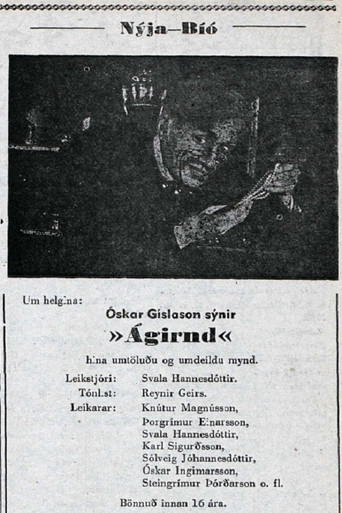 Nýja—Bíó
Um helgina:
Óskar Gíslason sýnir
»Ágirnd«
hina umtöluðu og umdeildu mynd.
Leikstjóri: Svala Hannesdóttir.
Tónl.st: Reynir Geirs.
Leikarar: Knútur Magnússon,
Þorgrímur Einarsson,
Svala Hannesdóttir,
Karl Sigurðsson,
Sólveig Jóhannesdóttir,
Óskar Ingimarsson,
Steingrímur Þórðarson o. fl.
Bönnuð innan 16 ára.